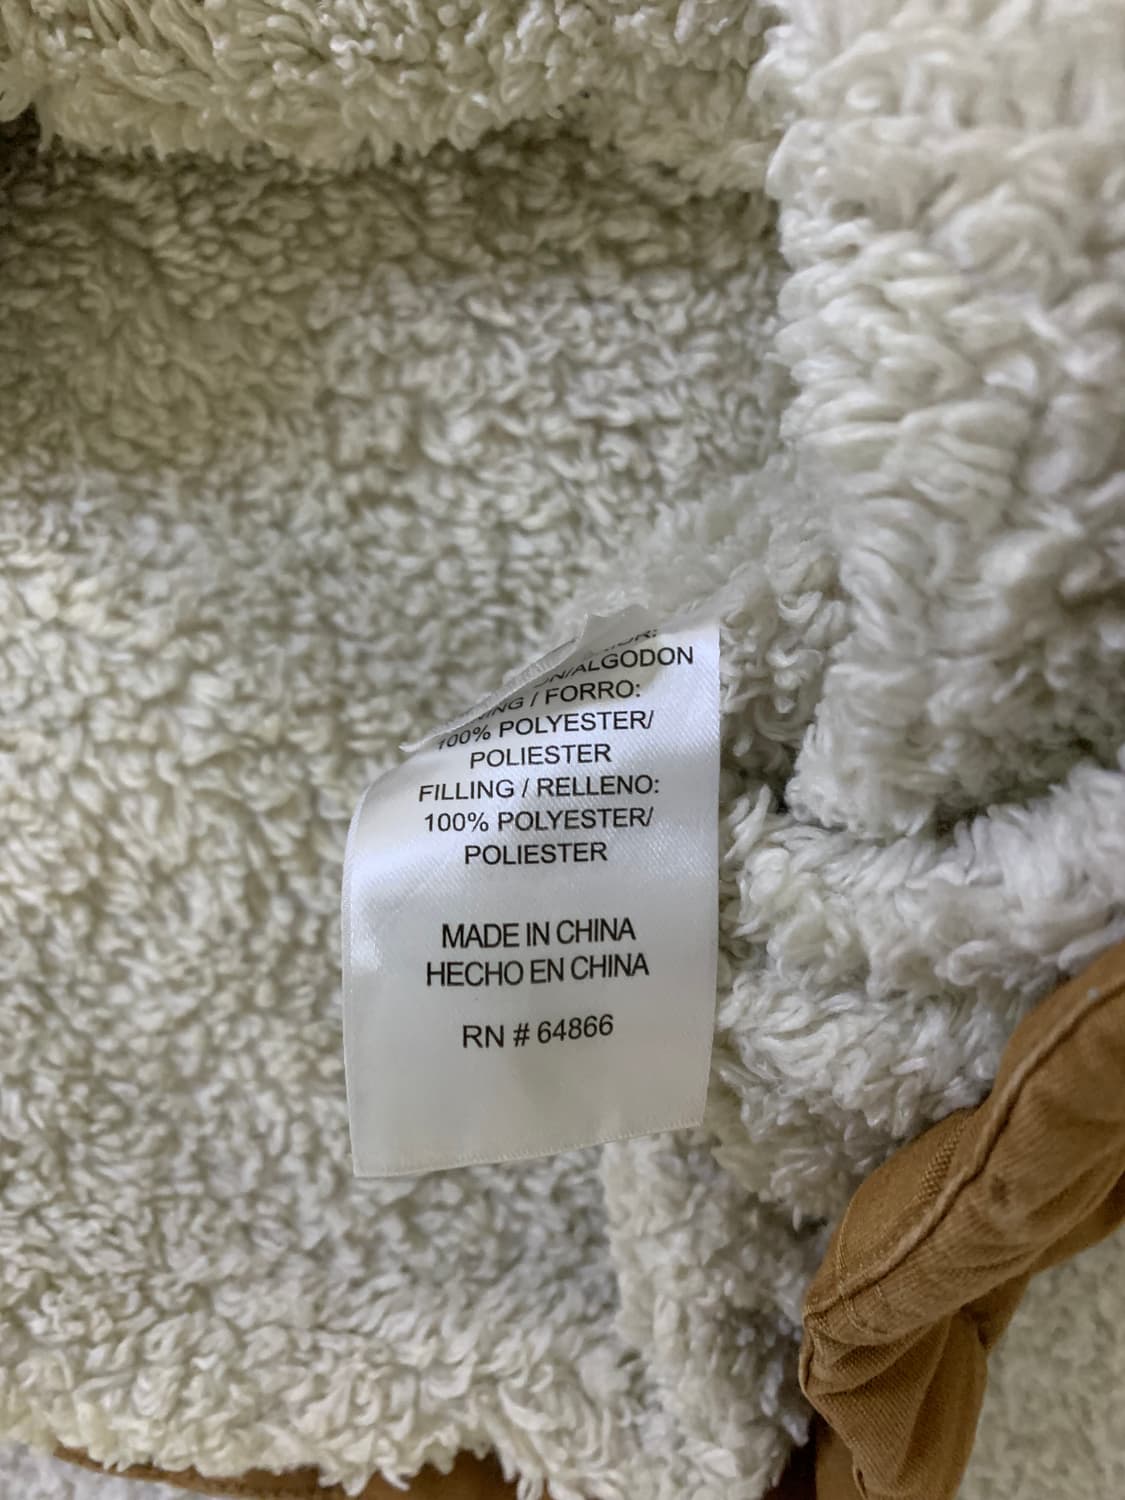 ALGODON
/ FORRO:
100% POLYESTER/
POLIESTER
FILLING / RELLENO:
100% POLYESTER/
POLIESTER
MADE IN CHINA
HECHO EN CHINA
RN # 64866